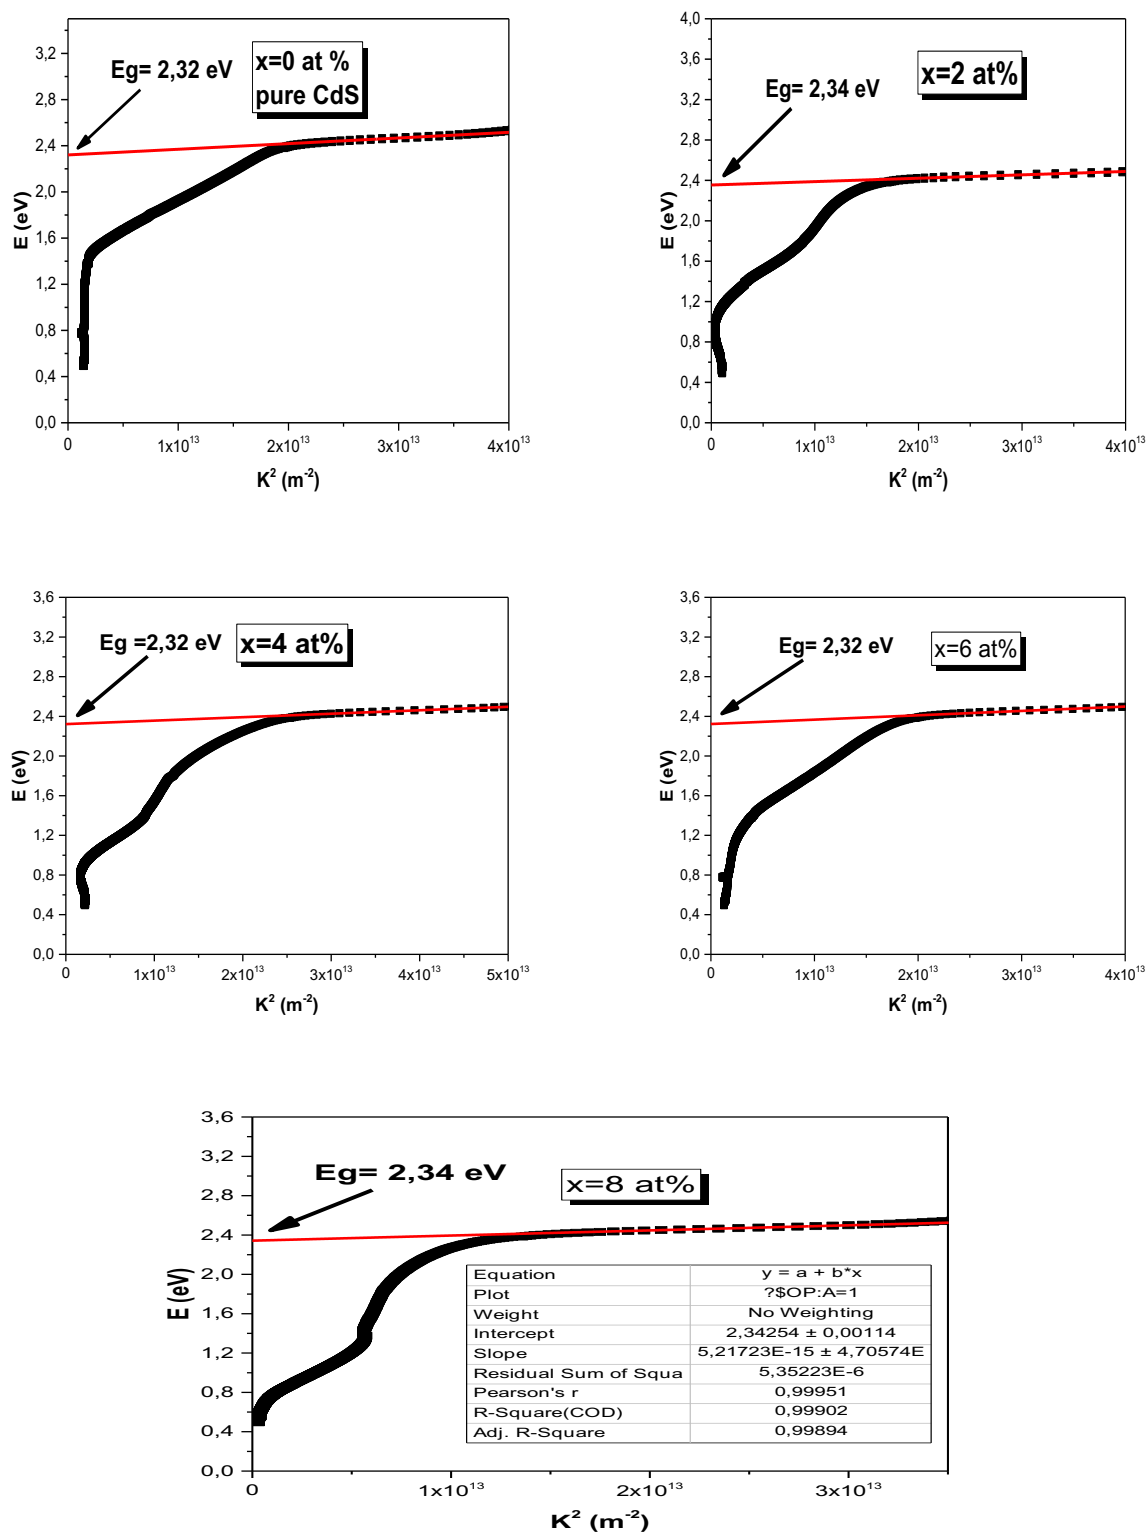 Eg= 2,32 eV
x=0 at %
pure CdS
3,2
2,8
2,4
2,0
1,6
1,2
0,8
0,4
0,0
E (eV)
0
1x10¹³
2x10¹³
3x10¹³
4x10¹³
K² (m⁻²)
Eg= 2,34 eV
x=2 at%
4,0
3,6
3,2
2,8
2,4
2,0
1,6
1,2
0,8
0,4
0,0
E (eV)
0
1x10¹³
2x10¹³
3x10¹³
4x10¹³
K² (m⁻²)
Eg =2,32 eV
x=4 at%
3,6
3,2
2,8
2,4
2,0
1,6
1,2
0,8
0,4
0,0
E (eV)
0
1x10¹³
2x10¹³
3x10¹³
4x10¹³
5x10¹³
K² (m⁻²)
Eg= 2,32 eV
x=6 at%
3,6
3,2
2,8
2,4
2,0
1,6
1,2
0,8
0,4
0,0
E (eV)
0
1x10¹³
2x10¹³
3x10¹³
4x10¹³
K² (m⁻²)
Eg= 2,34 eV
x=8 at%
3,6
3,2
2,8
2,4
2,0
1,6
1,2
0,8
0,4
0,0
E (eV)
Equation y = a + b*x
Plot ?$OP:A=1
Weight No Weighting
Intercept 2,34254 ± 0,00114
Slope 5,21723E-15 ± 4,70574E
Residual Sum of Squa 5,35223E-6
Pearson's r 0,99951
R-Square(COD) 0,99902
Adj. R-Square 0,99894
0
1x10¹³
2x10¹³
3x10¹³
K² (m⁻²)